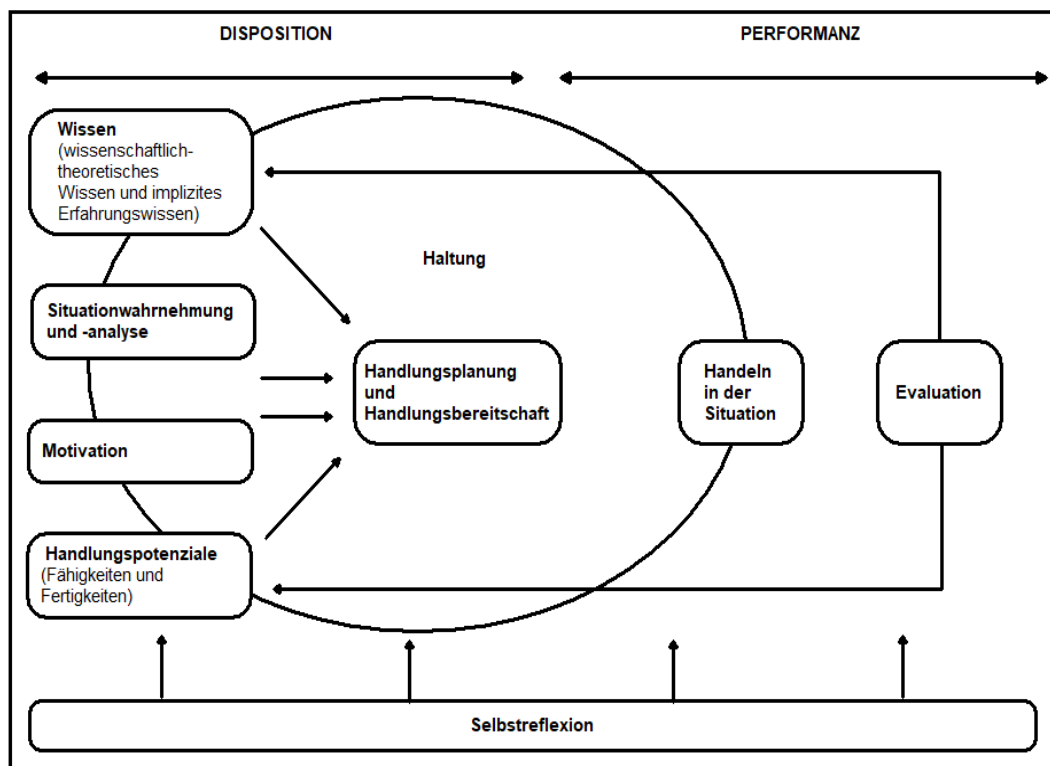 DISPOSITION
PERFORMANZ
Wissen
(wissenschaftlich-
theoretisches
Wissen und implizites
Erfahrungswissen)
Haltung
Situationwahrnehmung
und -analyse
Handlungsplanung
und
Handlungsbereitschaft
Handeln
in der
Situation
Evaluation
Motivation
Handlungspotenziale
(Fähigkeiten und
Fertigkeiten)
Selbstreflexion